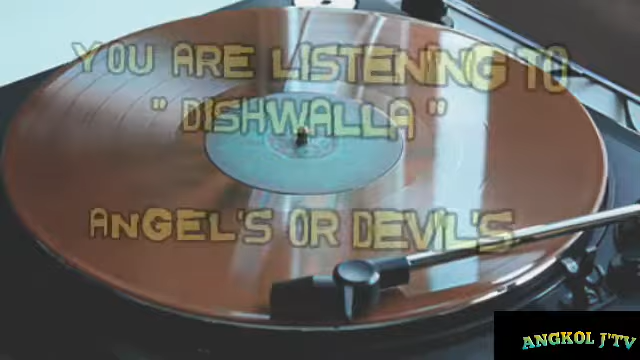 YOU ARE LISTENING TO
" DISHWALLA "
ANGEL'S OR DEVIL'S.
ANGKOL J'TV